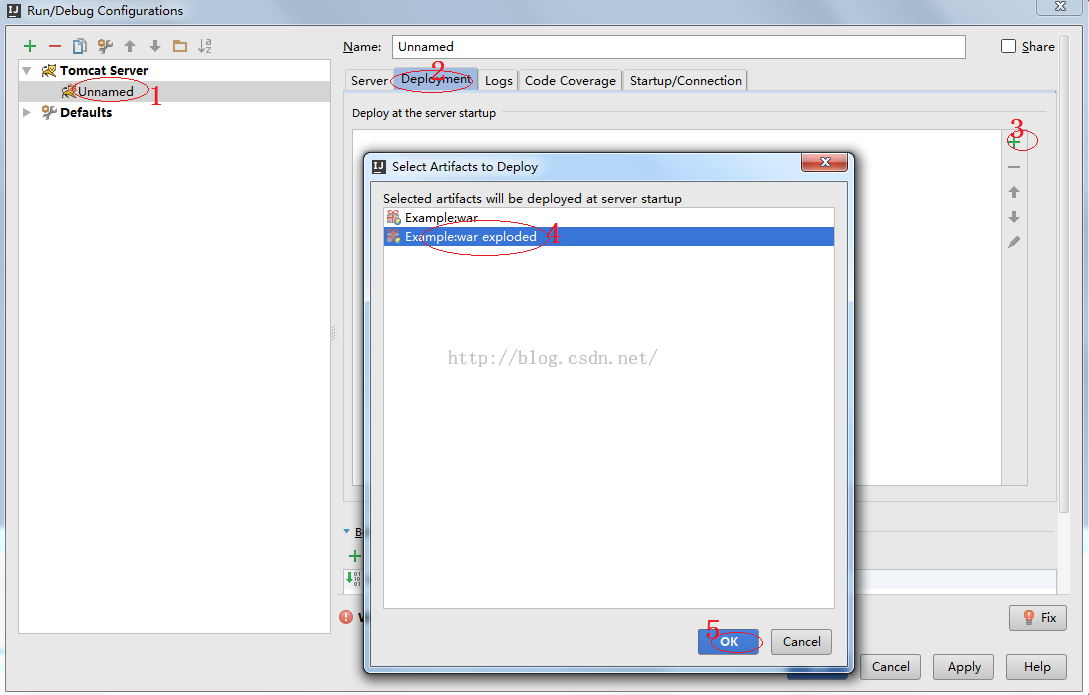 Run/Debug Configurations
Name: Unnamed Share
Tomcat Server
Unnamed 1
Defaults
Server Deployment Logs Code Coverage Startup/Connection
2
Deploy at the server startup
3
Select Artifacts to Deploy
Selected artifacts will be deployed at server startup
Example:war
Example:war exploded 4
http://blog.csdn.net/
5
OK Cancel
Fix
Cancel Apply Help